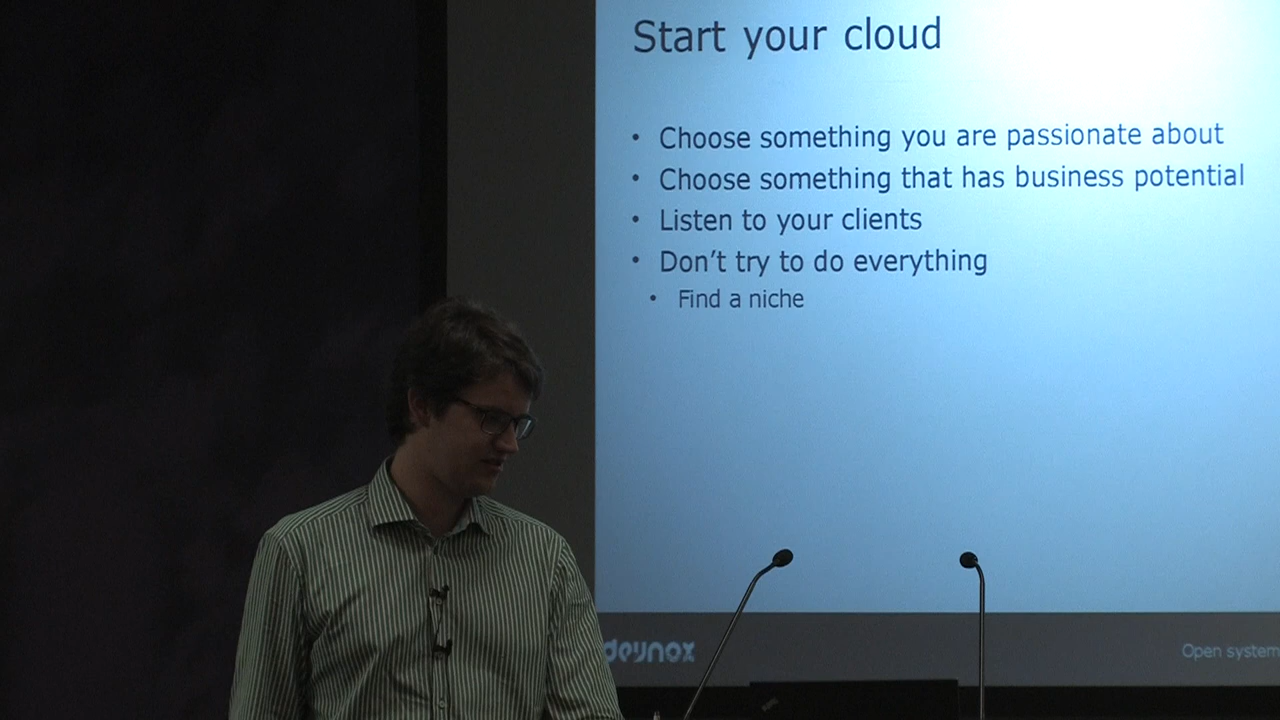 Start your cloud
• Choose something you are passionate about
• Choose something that has business potential
• Listen to your clients
• Don't try to do everything
• Find a niche
deynox
Open system